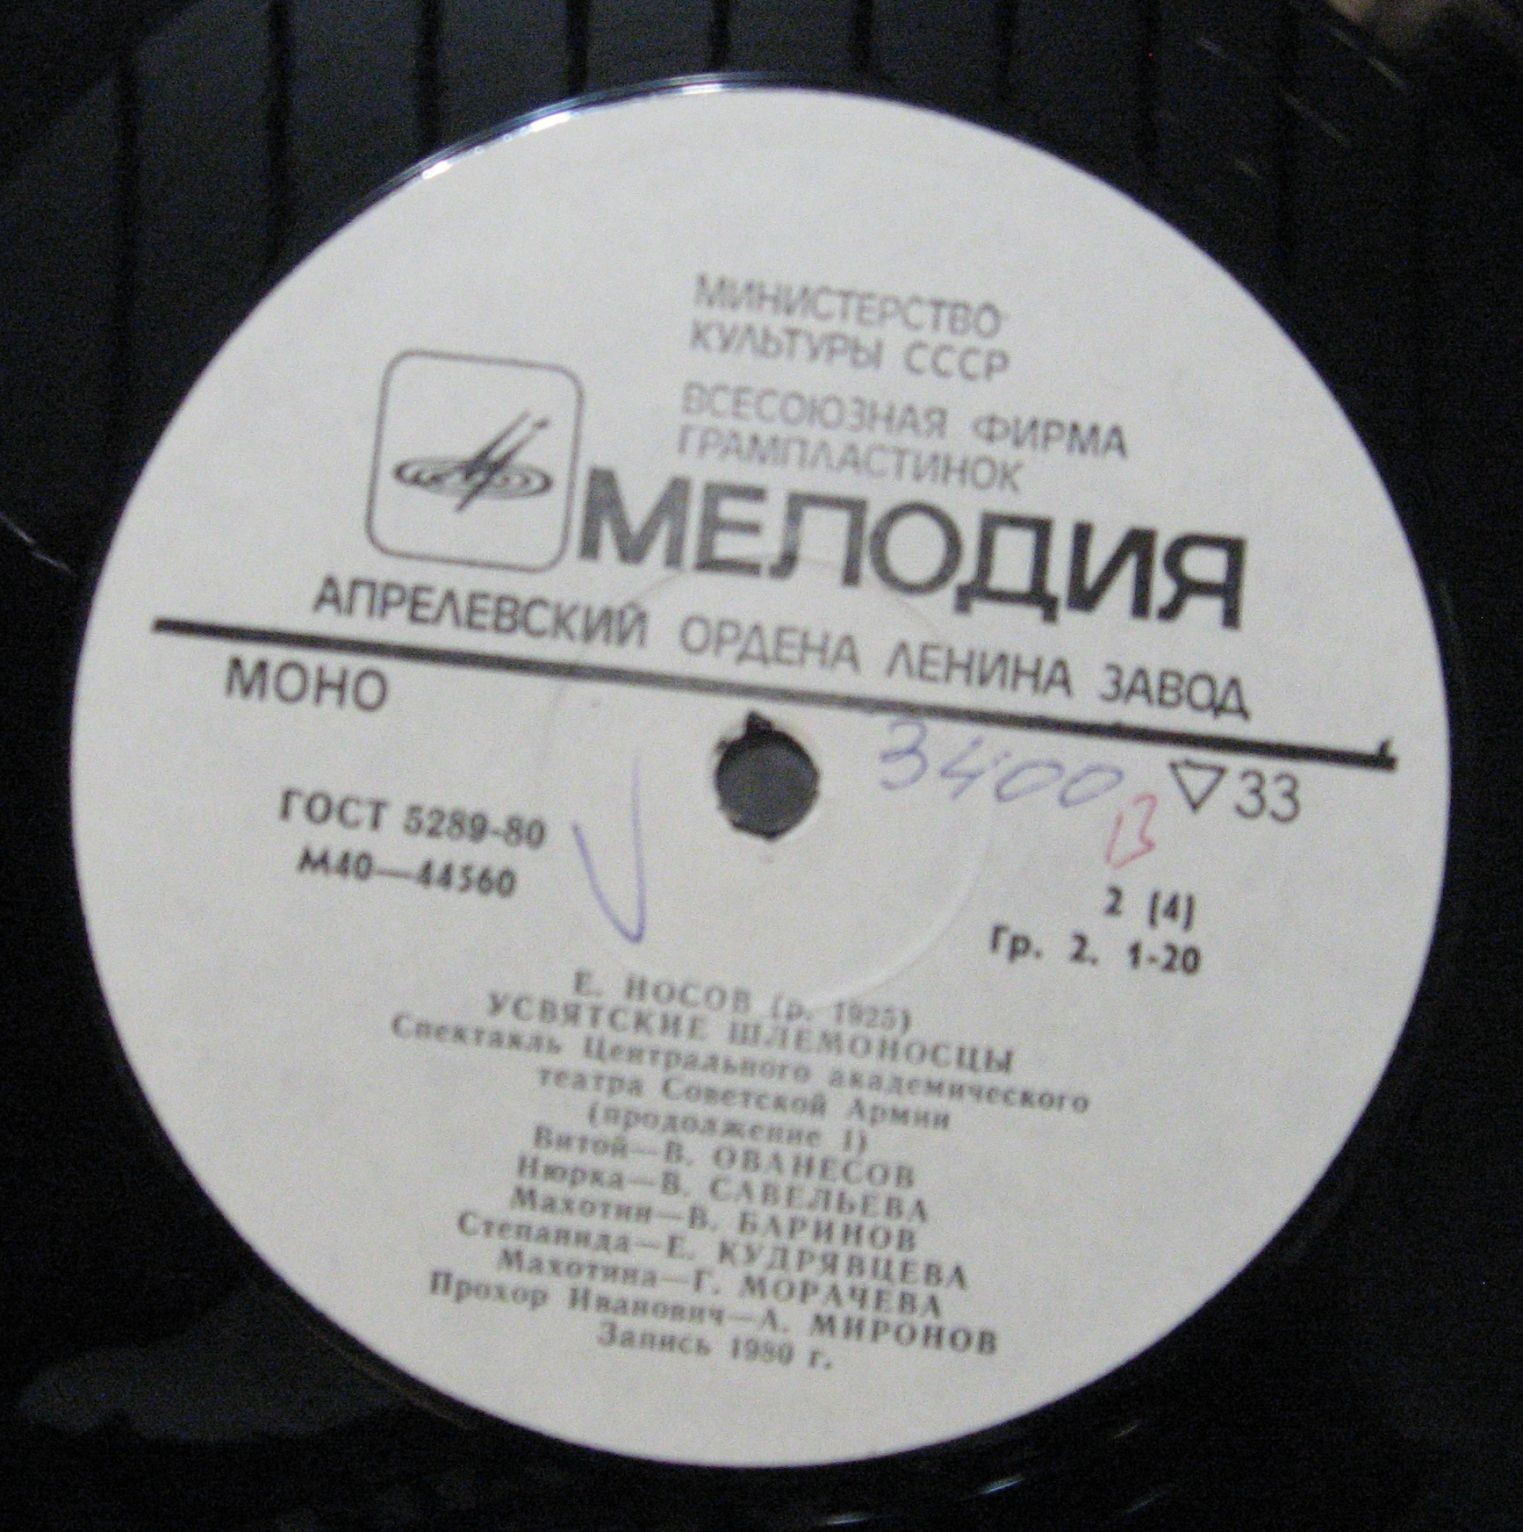 МИНИСТЕРСТВО
КУЛЬТУРЫ СССР
ВСЕСОЮЗНАЯ ФИРМА
ГРАМПЛАСТИНОК
МЕЛОДИЯ
АПРЕЛЕВСКИЙ ОРДЕНА ЛЕНИНА ЗАВОД
МОНО
3400
▽33
В
ГОСТ 5289-80
М40—44560
2 (4)
Гр. 2. 1-20
Е. НОСОВ (р. 1925)
УСВЯТСКИЕ ШЛЕМОНОСЦЫ
Спектакль Центрального академического
театра Советской Армии
(продолжение 1)
Витой—В. ОВАНЕСОВ
Нюрка—В. САВЕЛЬЕВА
Махотин—В. БАРИНОВ
Степанида—Е. КУДРЯВЦЕВА
Махотина—Г. МОРАЧЕВА
Прохор Иванович—А. МИРОНОВ
Запись 1980 г.